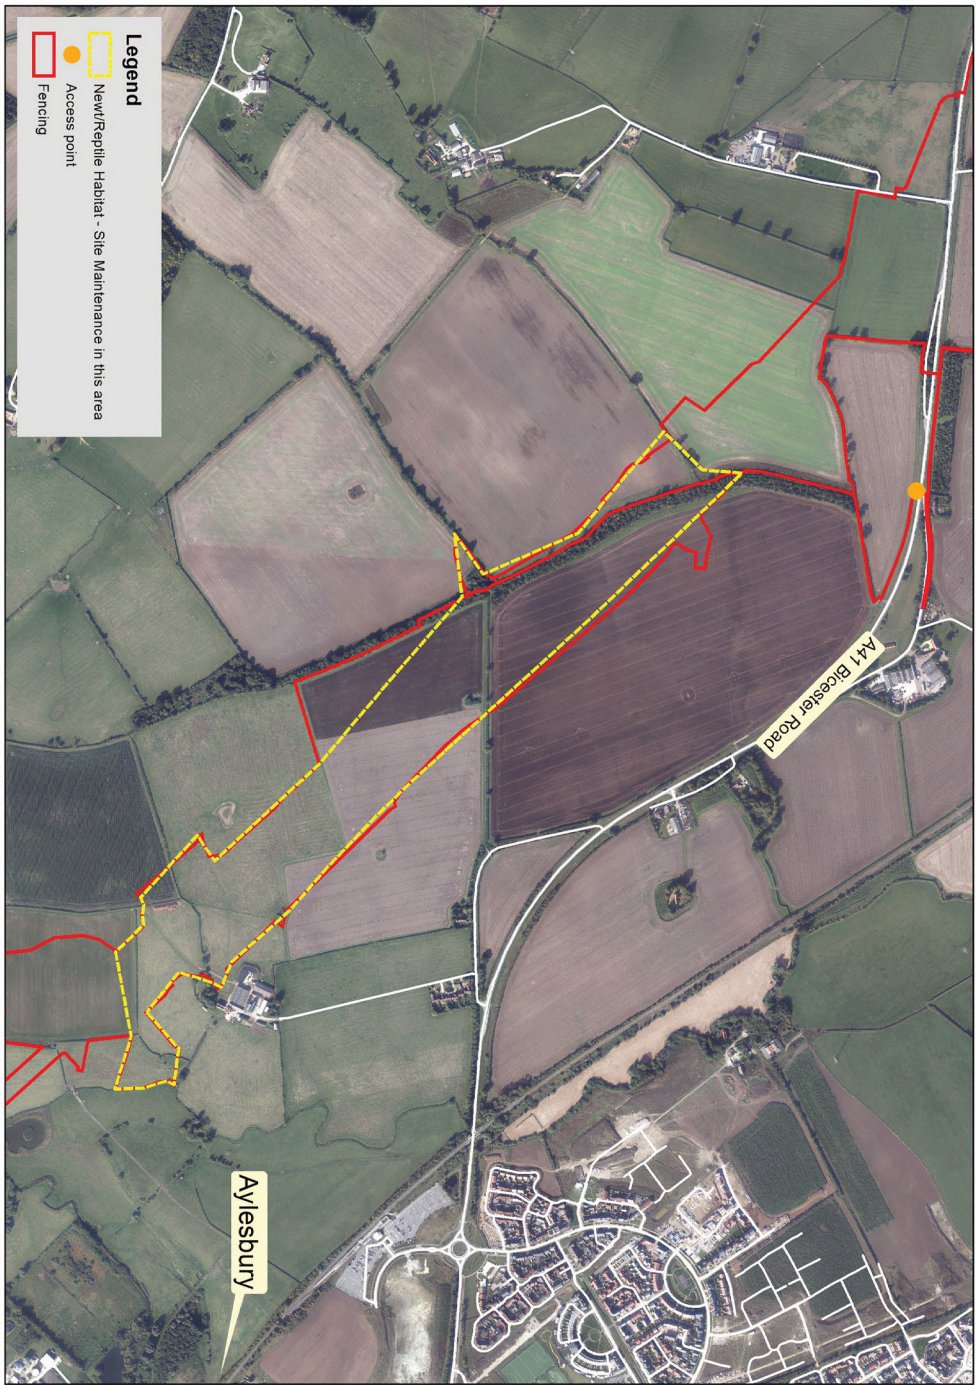 Legend
Newt/Reptile Habitat - Site Maintenance in this area
Access point
Fencing
A41 Bicester Road
Aylesbury